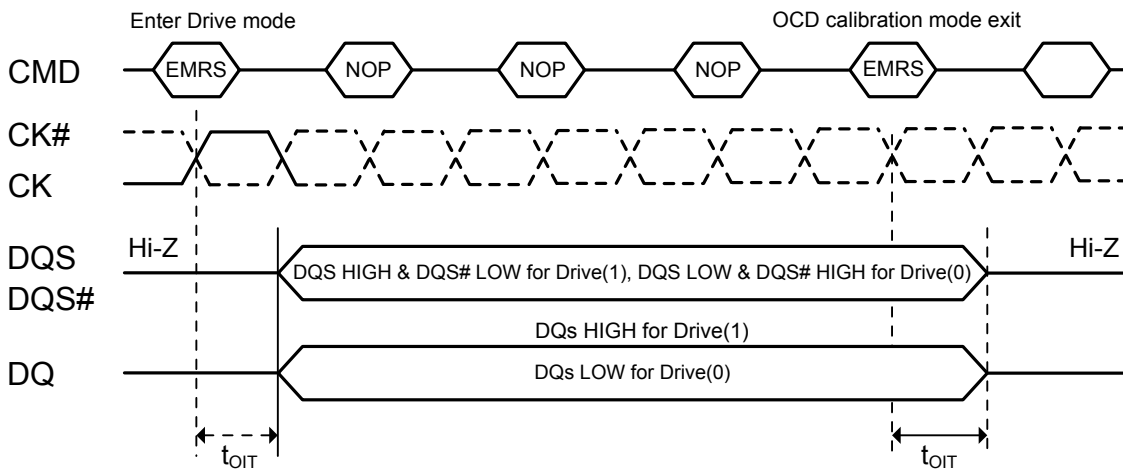 Enter Drive mode OCD calibration mode exit
CMD EMRS NOP NOP NOP EMRS
CK#
CK
DQS Hi-Z DQS HIGH & DQS# LOW for Drive(1), DQS LOW & DQS# HIGH for Drive(0) Hi-Z
DQS#
DQs HIGH for Drive(1)
DQ DQs LOW for Drive(0)
tOIT tOIT